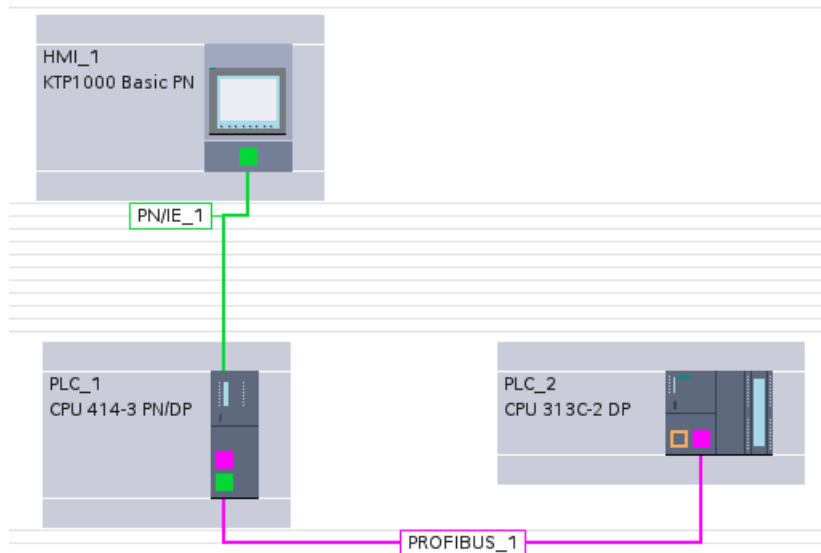 HMI_1
KTP1000 Basic PN
PN/IE_1
PLC_1
CPU 414-3 PN/DP
PLC_2
CPU 313C-2 DP
PROFIBUS_1